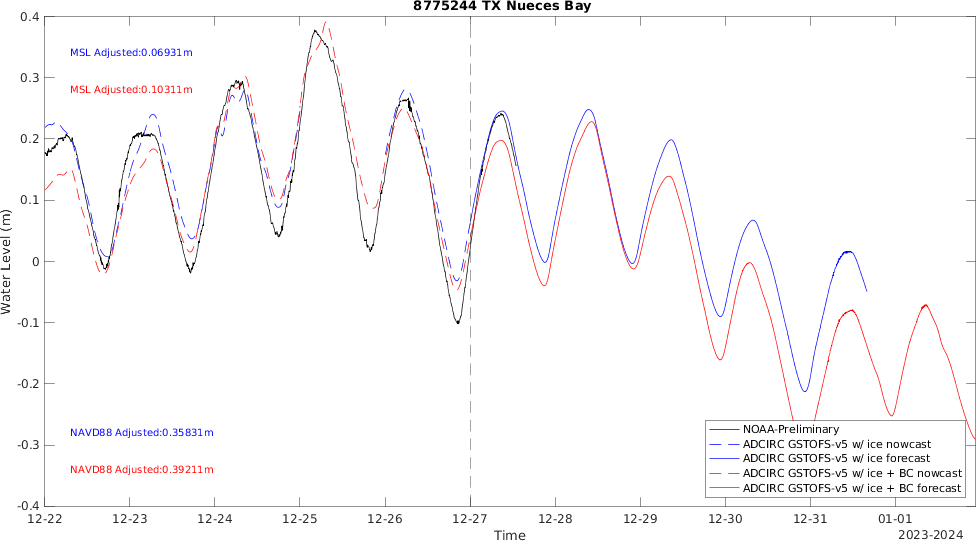 8775244 TX Nueces Bay
0.4
0.3
0.2
0.1
0
-0.1
-0.2
-0.3
-0.4
Water Level (m)
MSL Adjusted:0.06931m
MSL Adjusted:0.10311m
NAVD88 Adjusted:0.35831m
NAVD88 Adjusted:0.39211m
NOAA-Preliminary
ADCIRC GSTOFS-v5 w/ ice nowcast
ADCIRC GSTOFS-v5 w/ ice forecast
ADCIRC GSTOFS-v5 w/ ice + BC nowcast
ADCIRC GSTOFS-v5 w/ ice + BC forecast
12-22 12-23 12-24 12-25 12-26 12-27 12-28 12-29 12-30 12-31 01-01
Time
2023-2024